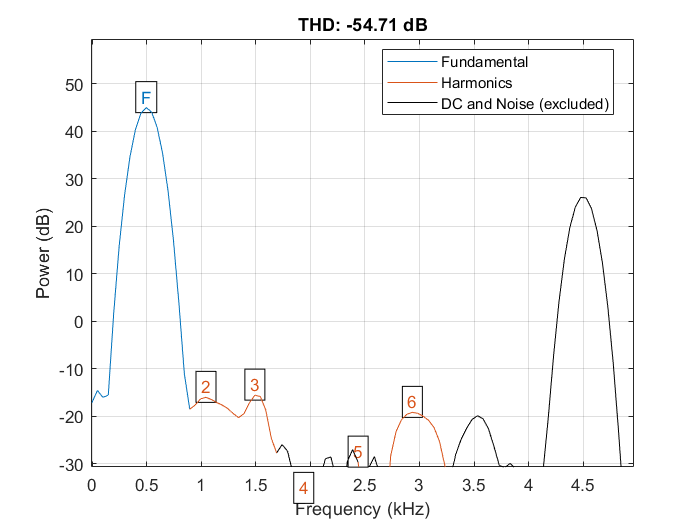 THD: -54.71 dB
Fundamental
Harmonics
DC and Noise (excluded)
Power (dB)
50
40
30
20
10
0
-10
-20
-30
F
2
3
4
5
6
0 0.5 1 1.5 2.5 3 3.5 4 4.5
Frequency (kHz)